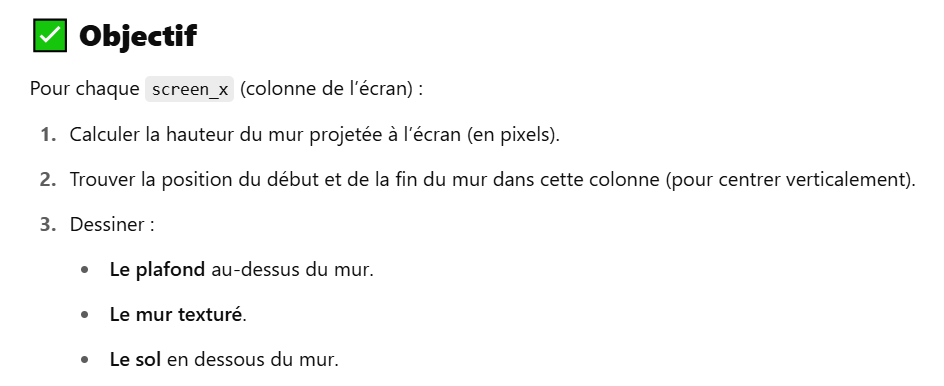 ✅ Objectif
Pour chaque screen_x (colonne de l’écran) :
1. Calculer la hauteur du mur projetée à l’écran (en pixels).
2. Trouver la position du début et de la fin du mur dans cette colonne (pour centrer verticalement).
3. Dessiner :
• Le plafond au-dessus du mur.
• Le mur texturé.
• Le sol en dessous du mur.